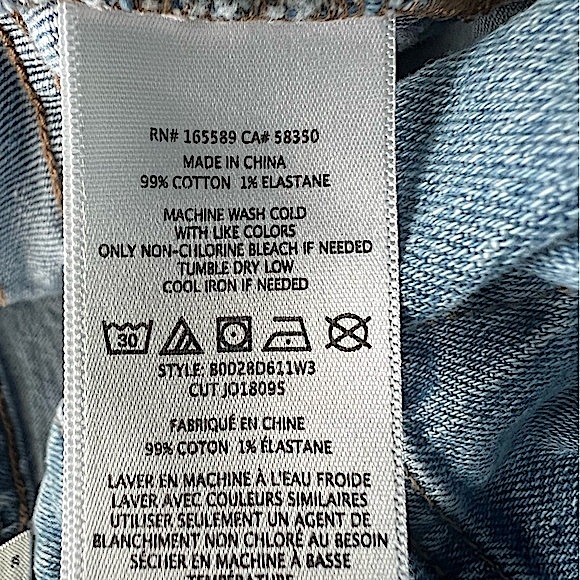 RN# 165589 CA# 58350
MADE IN CHINA
99% COTTON 1% ELASTANE
MACHINE WASH COLD
WITH LIKE COLORS
ONLY NON-CHLORINE BLEACH IF NEEDED
TUMBLE DRY LOW
COOL IRON IF NEEDED
30
STYLE: B0028D611W3
CUT JO18095
FABRIQUÉ EN CHINE
99% COTON 1% ÉLASTANE
LAVER EN MACHINE À L'EAU FROIDE
LAVER AVEC COULEURS SIMILAIRES
UTILISER SEULEMENT UN AGENT DE
BLANCHIMENT NON CHLORÉ AU BESOIN
SÉCHER EN MACHINE À BASSE
TEMPÉRATURE